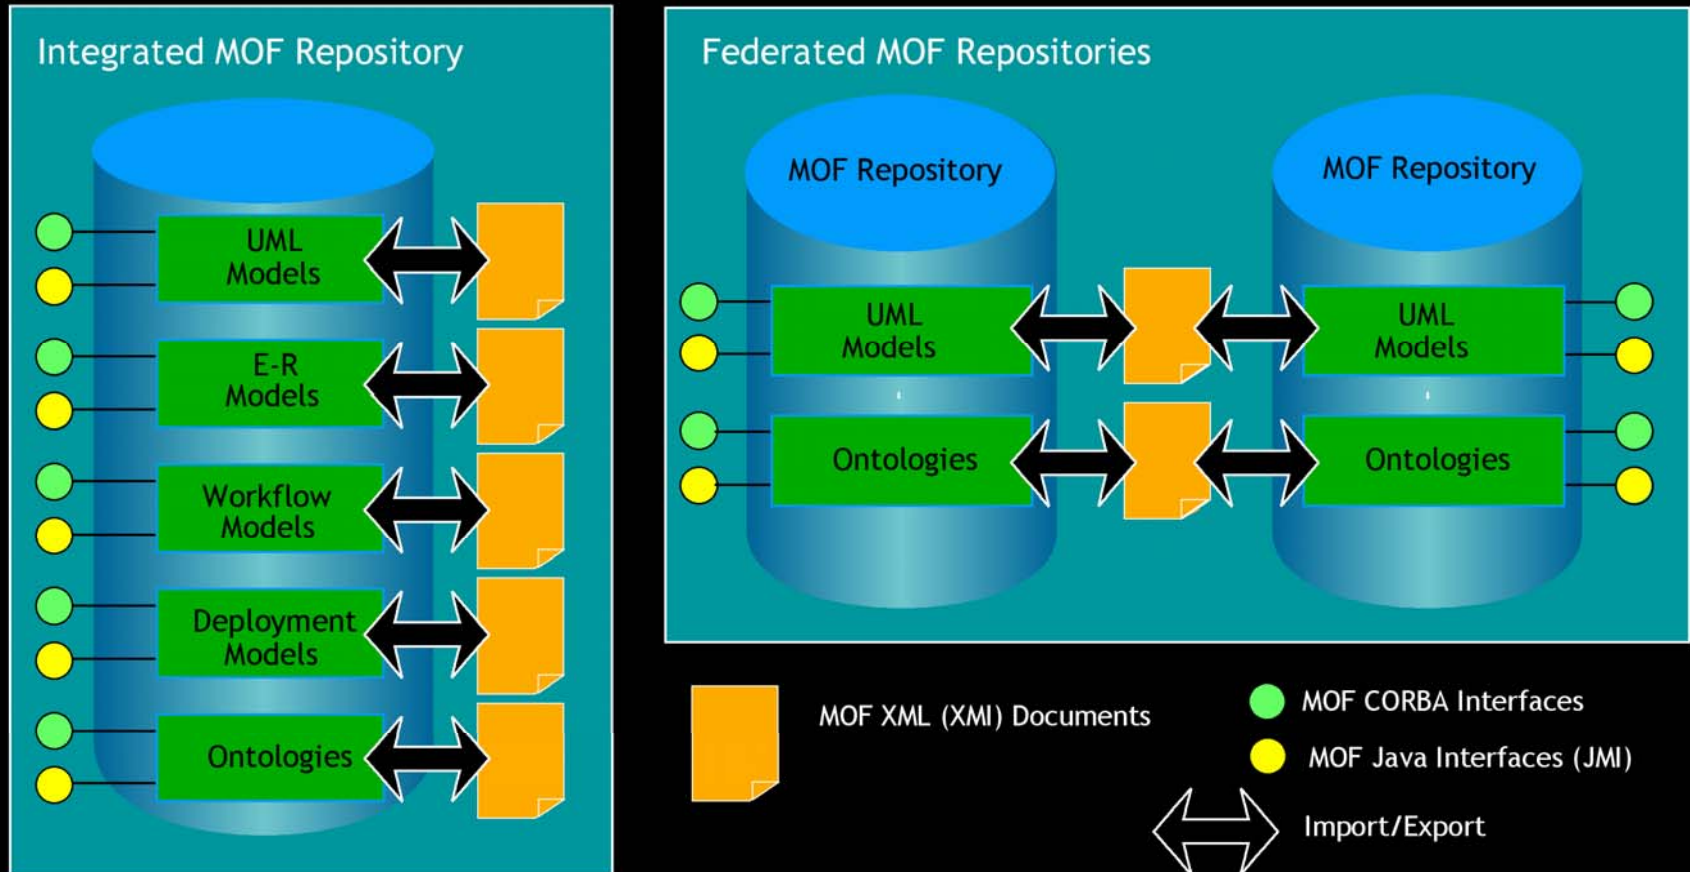 Integrated MOF Repository
UML
Models
E-R
Models
Workflow
Models
Deployment
Models
Ontologies
Federated MOF Repositories
MOF Repository
MOF Repository
UML
Models
UML
Models
Ontologies
Ontologies
MOF XML (XMI) Documents
MOF CORBA Interfaces
MOF Java Interfaces (JMI)
Import/Export